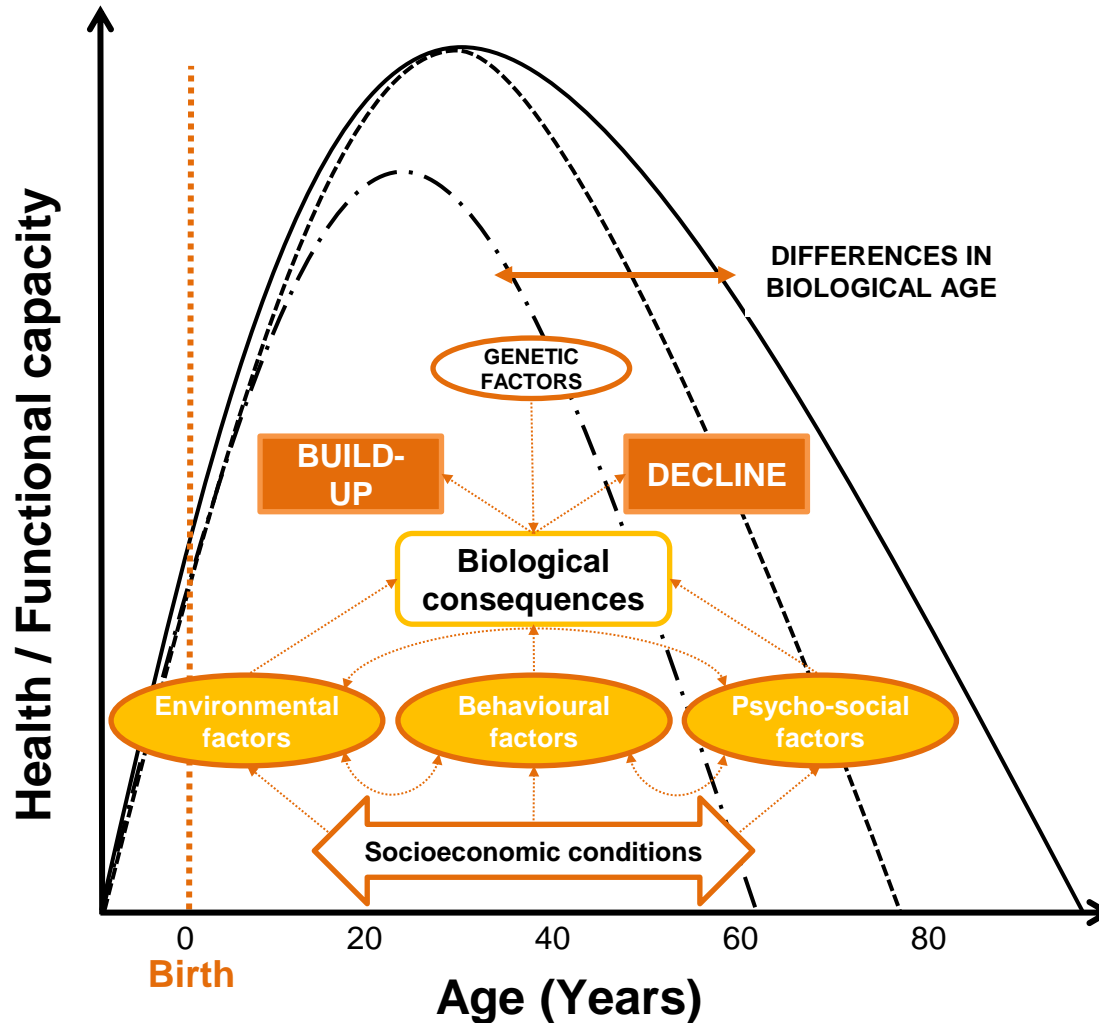 Health / Functional capacity
DIFFERENCES IN
BIOLOGICAL AGE
GENETIC
FACTORS
BUILD-
UP
DECLINE
Biological
consequences
Environmental
factors
Behavioural
factors
Psycho-social
factors
Socioeconomic conditions
0 20 40 60 80
Birth
Age (Years)